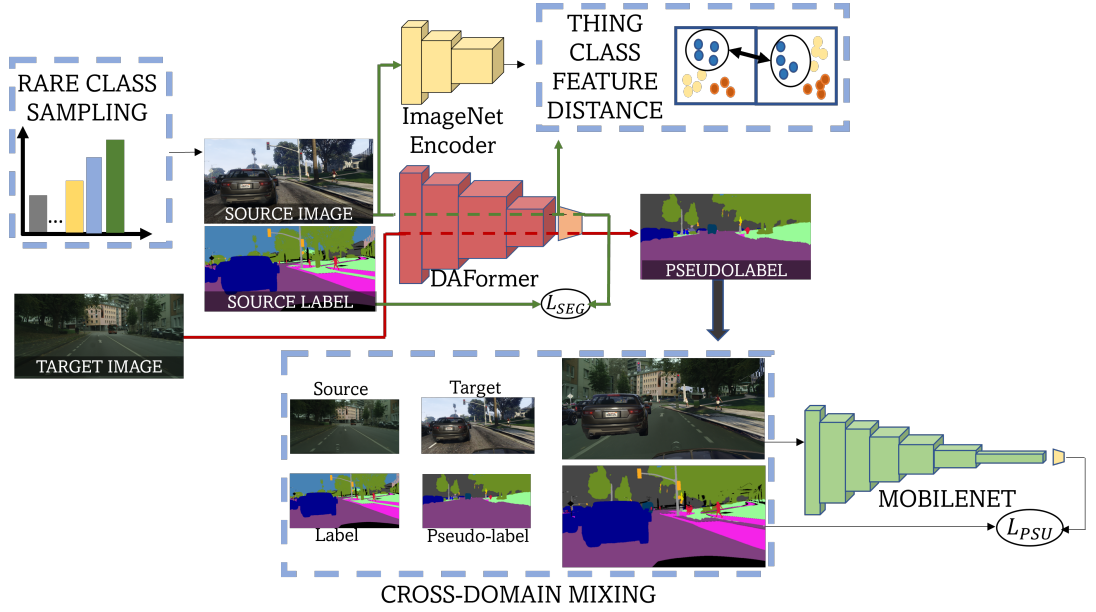 RARE CLASS
SAMPLING
...
ImageNet
Encoder
THING
CLASS
FEATURE
DISTANCE
SOURCE IMAGE
SOURCE LABEL
DAFormer
L_SEG
PSEUDOLABEL
TARGET IMAGE
Source
Target
Label
Pseudo-label
MOBILENET
L_PSU
CROSS-DOMAIN MIXING